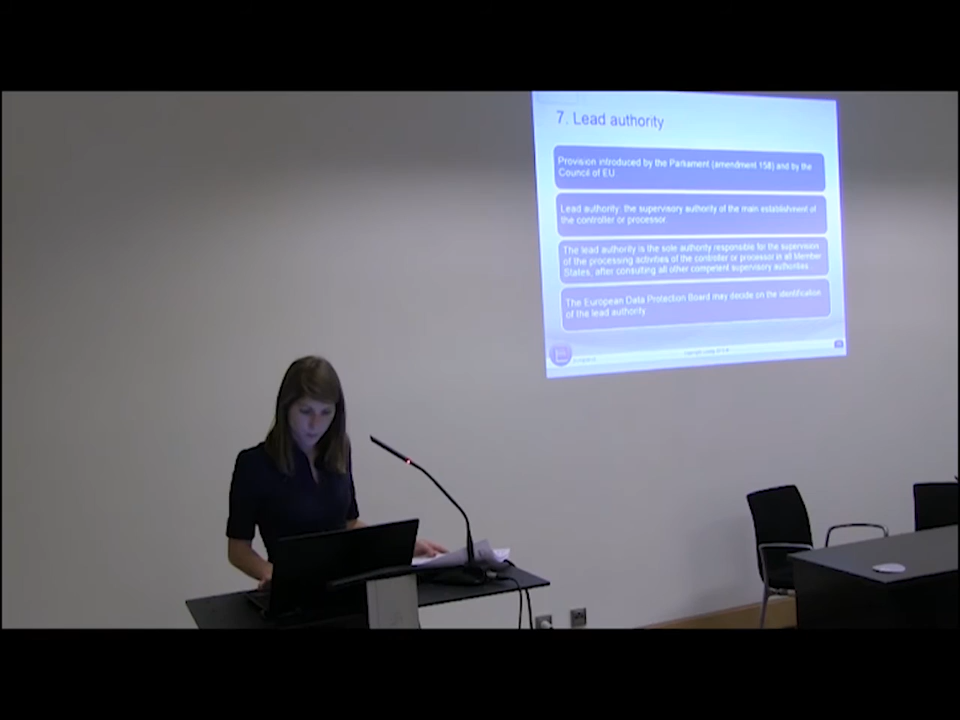 7. Lead authority
Provision introduced by the Parliament (amendment 158) and by the
Council of EU.
Lead authority: the supervisory authority of the main establishment of
the controller or processor.
The lead authority is the sole authority responsible for the supervision
of the processing activities of the controller or processor in all Member
States, after consulting all other competent supervisory authorities.
The European Data Protection Board may decide on the identification
of the lead authority